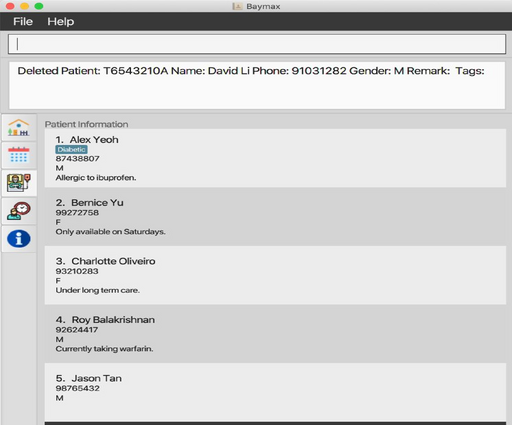 Baymax
File Help
Deleted Patient: T6543210A Name: David Li Phone: 91031282 Gender: M Remark: Tags:
Patient Information
1. Alex Yeoh
Diabetic
87438807
M
Allergic to ibuprofen.
2. Bernice Yu
99272758
F
Only available on Saturdays.
3. Charlotte Oliveiro
93210283
F
Under long term care.
4. Roy Balakrishnan
92624417
M
Currently taking warfarin.
5. Jason Tan
98765432
M